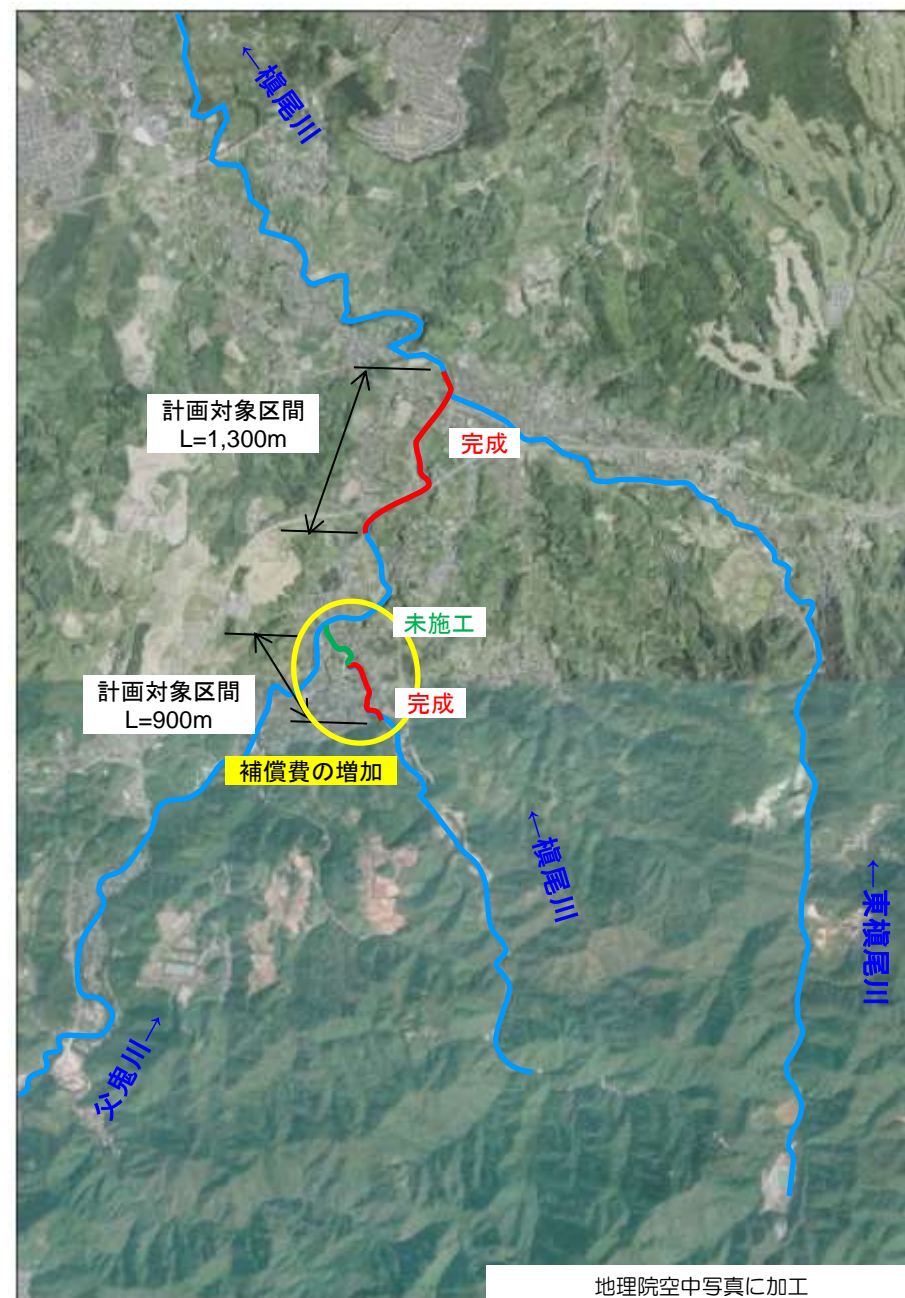 ←槇尾川
計画対象区間
L=1,300m
完成
未施工
計画対象区間
L=900m
完成
補償費の増加
←槇尾川
←東槇尾川
父鬼川→
地理院空中写真に加工